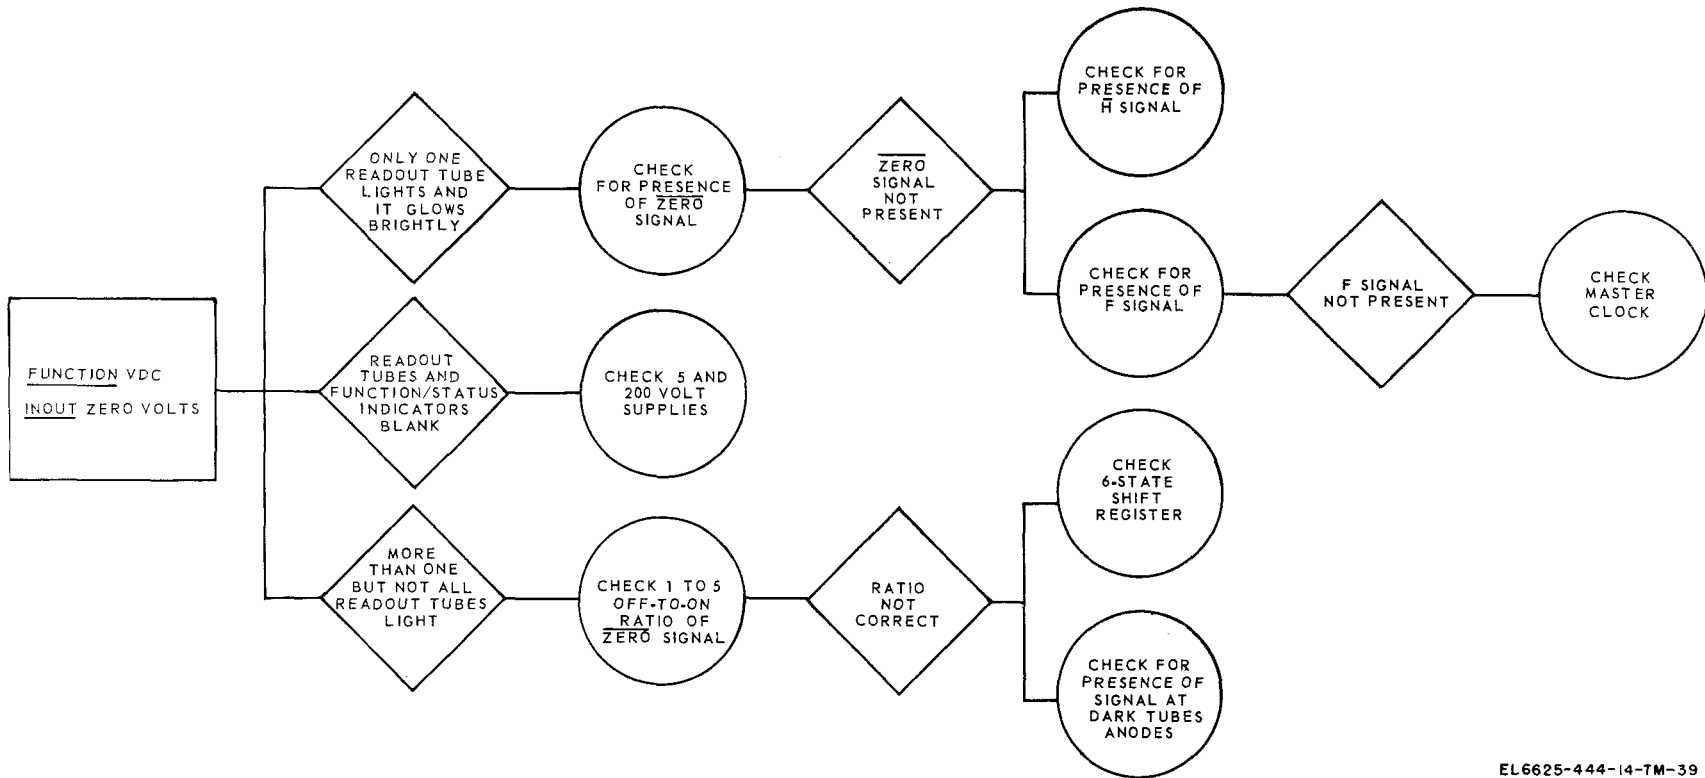 FUNCTION VDC
INOUT ZERO VOLTS
ONLY ONE
READOUT TUBE
LIGHTS AND
IT GLOWS
BRIGHTLY
CHECK
FOR PRESENCE
OF Z̅E̅R̅O̅
SIGNAL
Z̅E̅R̅O̅
SIGNAL
NOT
PRESENT
CHECK FOR
PRESENCE OF
H̅ SIGNAL
CHECK FOR
PRESENCE OF
F SIGNAL
F SIGNAL
NOT PRESENT
CHECK
MASTER
CLOCK
READOUT
TUBES AND
FUNCTION/STATUS
INDICATORS
BLANK
CHECK 5 AND
200 VOLT
SUPPLIES
MORE
THAN ONE
BUT NOT ALL
READOUT TUBES
LIGHT
CHECK 1 TO 5
OFF-TO-ON
RATIO OF
Z̅E̅R̅O̅ SIGNAL
RATIO
NOT
CORRECT
CHECK
6-STATE
SHIFT
REGISTER
CHECK FOR
PRESENCE OF
SIGNAL AT
DARK TUBES
ANODES
EL6625-444-14-TM-39